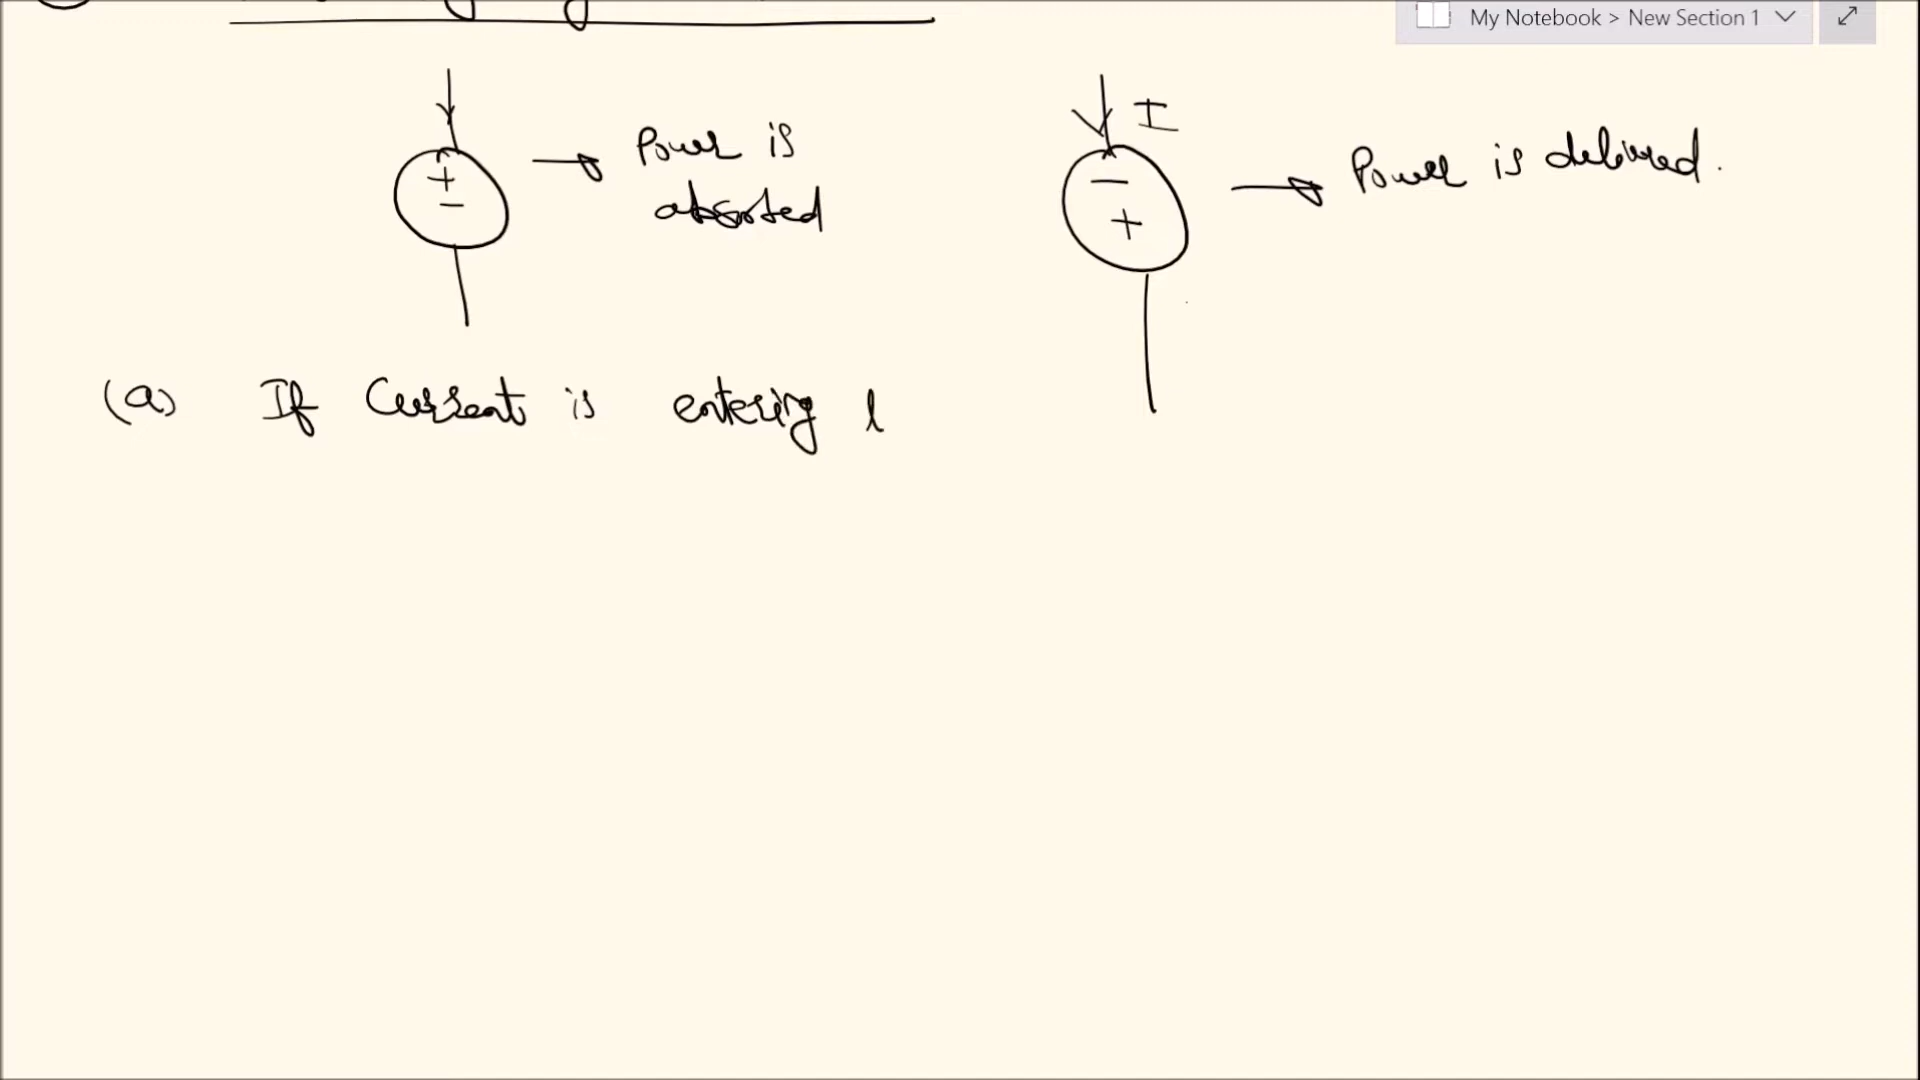 My Notebook > New Section 1
I
+
-
Power is
absorbed
-
+
Power is delivered.
(a) If Current is entering